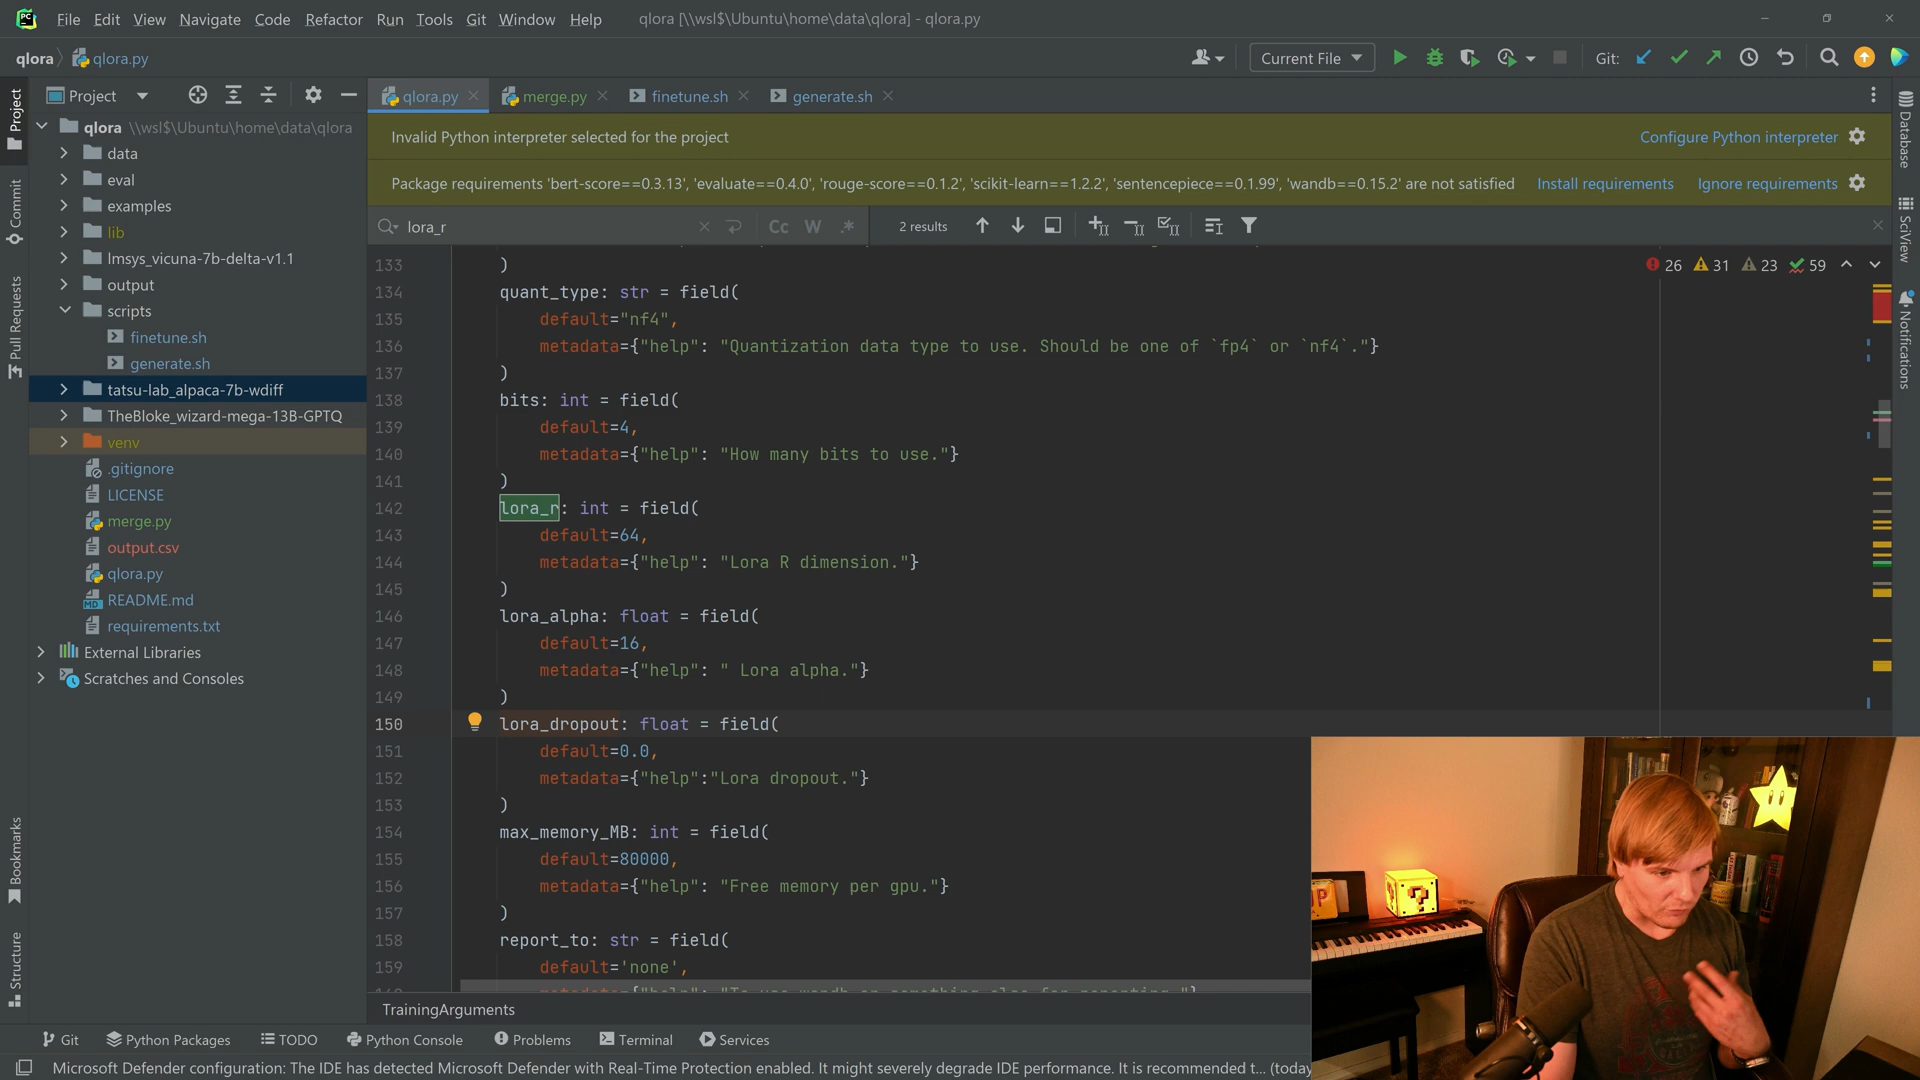 File Edit View Navigate Code Refactor Run Tools Git Window Help qlora [\\wsl$\Ubuntu\home\data\qlora] - qlora.py
qlora qlora.py Current File Git:
Project
qlora.py merge.py finetune.sh generate.sh
Invalid Python interpreter selected for the project Configure Python interpreter
Package requirements 'bert-score==0.3.13', 'evaluate==0.4.0', 'rouge-score==0.1.2', 'scikit-learn==1.2.2', 'sentencepiece==0.1.99', 'wandb==0.15.2' are not satisfied Install requirements Ignore requirements
lora_r Cc W .* 2 results
26 31 23 59
Project
Commit
Pull Requests
Bookmarks
Structure
qlora \\wsl$\Ubuntu\home\data\qlora
data
eval
examples
lib
lmsys_vicuna-7b-delta-v1.1
output
scripts
finetune.sh
generate.sh
tatsu-lab_alpaca-7b-wdiff
TheBloke_wizard-mega-13B-GPTQ
venv
.gitignore
LICENSE
merge.py
output.csv
qlora.py
README.md
requirements.txt
External Libraries
Scratches and Consoles
133 )
134 quant_type: str = field(
135 default="nf4",
136 metadata={"help": "Quantization data type to use. Should be one of `fp4` or `nf4`."}
137 )
138 bits: int = field(
139 default=4,
140 metadata={"help": "How many bits to use."}
141 )
142 lora_r: int = field(
143 default=64,
144 metadata={"help": "Lora R dimension."}
145 )
146 lora_alpha: float = field(
147 default=16,
148 metadata={"help": " Lora alpha."}
149 )
150 lora_dropout: float = field(
151 default=0.0,
152 metadata={"help":"Lora dropout."}
153 )
154 max_memory_MB: int = field(
155 default=80000,
156 metadata={"help": "Free memory per gpu."}
157 )
158 report_to: str = field(
159 default='none',
TrainingArguments
Database
SciView
Notifications
Git Python Packages TODO Python Console Problems Terminal Services
Microsoft Defender configuration: The IDE has detected Microsoft Defender with Real-Time Protection enabled. It might severely degrade IDE performance. It is recommended t... (today